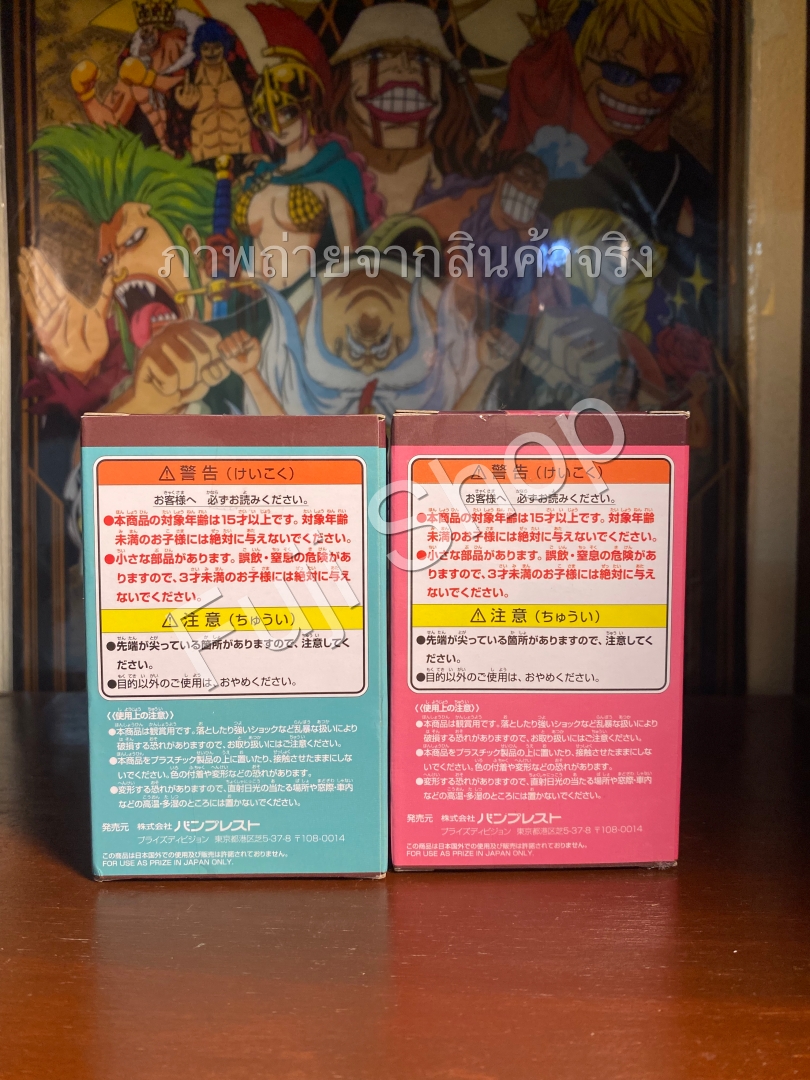 ภาพถ่ายจากสินค้าจริง
Fuji Shop
⚠警告（けいこく）
お客様へ 必ずお読みください。
●本商品の対象年齢は15才以上です。対象年齢
未満のお子様には絶対に与えないでください。
●小さな部品があります。誤飲・窒息の危険があ
りますので、3才未満のお子様には絶対に与え
ないでください。
⚠注意（ちゅうい）
●先端が尖っている箇所がありますので、注意してく
ださい。
●目的以外のご使用は、おやめください。
《使用上の注意》
●本商品は観賞用です。落としたり強いショックなど乱暴な扱いにより
破損する恐れがありますので、お取り扱いにはご注意ください。
●本商品をプラスチック製品の上に置いたり、接触させたままにし
ないでください。色の付着や変形などの恐れがあります。
●変形する恐れがありますので、直射日光の当たる場所や窓際・車内
などの高温・多湿のところには置かないでください。
発売元 株式会社 バンプレスト
プライズディビジョン 東京都港区芝5-37-8 〒108-0014
この商品は日本国外での使用及び販売は許諾されておりません。
FOR USE AS PRIZE IN JAPAN ONLY.
⚠警告（けいこく）
お客様へ 必ずお読みください。
●本商品の対象年齢は15才以上です。対象年齢
未満のお子様には絶対に与えないでください。
●小さな部品があります。誤飲・窒息の危険があ
りますので、3才未満のお子様には絶対に与え
ないでください。
⚠注意（ちゅうい）
●先端が尖っている箇所がありますので、注意してく
ださい。
●目的以外のご使用は、おやめください。
《使用上の注意》
●本商品は観賞用です。落としたり強いショックなど乱暴な扱いにより
破損する恐れがありますので、お取り扱いにはご注意ください。
●本商品をプラスチック製品の上に置いたり、接触させたままにし
ないでください。色の付着や変形などの恐れがあります。
●変形する恐れがありますので、直射日光の当たる場所や窓際・車内
などの高温・多湿のところには置かないでください。
発売元 株式会社 バンプレスト
プライズディビジョン 東京都港区芝5-37-8 〒108-0014
この商品は日本国外での使用及び販売は許諾されておりません。
FOR USE AS PRIZE IN JAPAN ONLY.